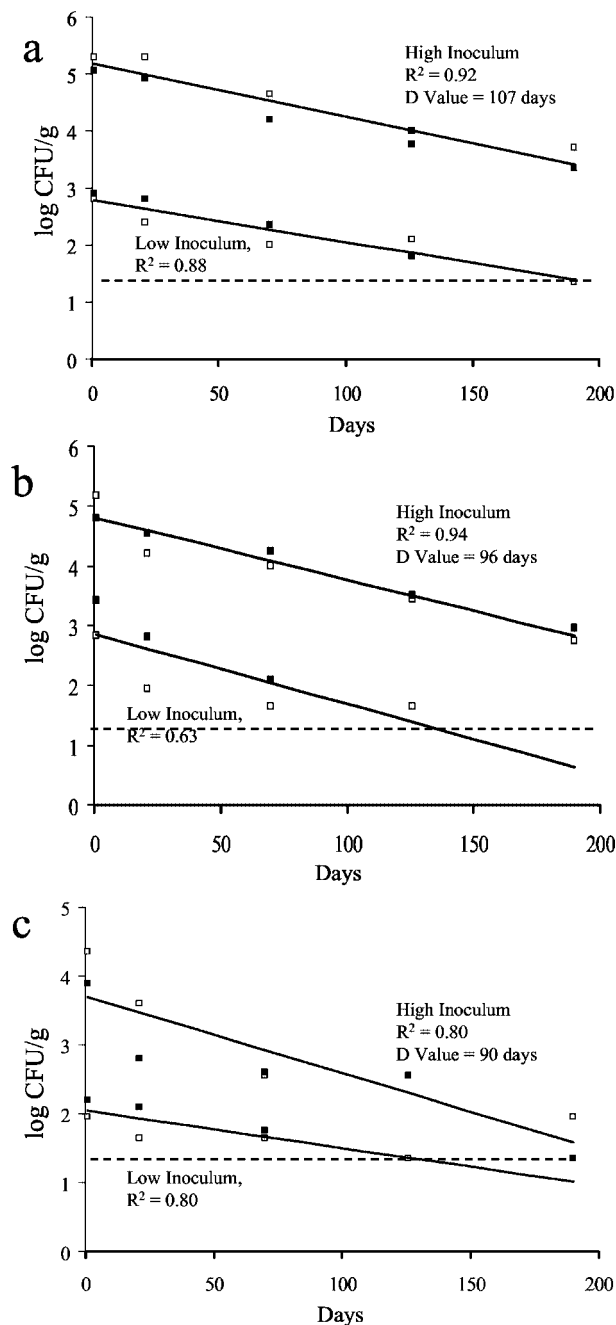 a
6
5
4
3
2
1
0
log CFU/g
High Inoculum
R² = 0.92
D Value = 107 days
Low Inoculum,
R² = 0.88
0 50 100 150 200
Days
b
6
5
4
3
2
1
0
log CFU/g
High Inoculum
R² = 0.94
D Value = 96 days
Low Inoculum,
R² = 0.63
0 50 100 150 200
Days
c
5
4
3
2
1
0
log CFU/g
High Inoculum
R² = 0.80
D Value = 90 days
Low Inoculum,
R² = 0.80
0 50 100 150 200
Days